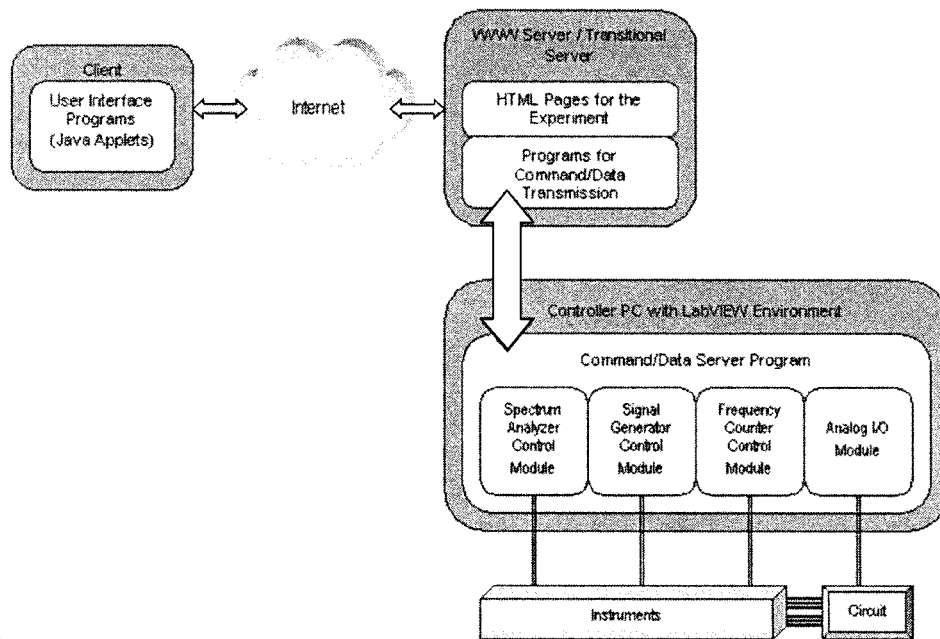 Client
User Interface
Programs
(Java Applets)
Internet
WWW Server / Transitional
Server
HTML Pages for the
Experiment
Programs for
Command/Data
Transmission
Controller PC with LabVIEW Environment
Command/Data Server Program
Spectrum
Analyzer
Control
Module
Signal
Generator
Control
Module
Frequency
Counter
Control
Module
Analog I/O
Module
Instruments
Circuit